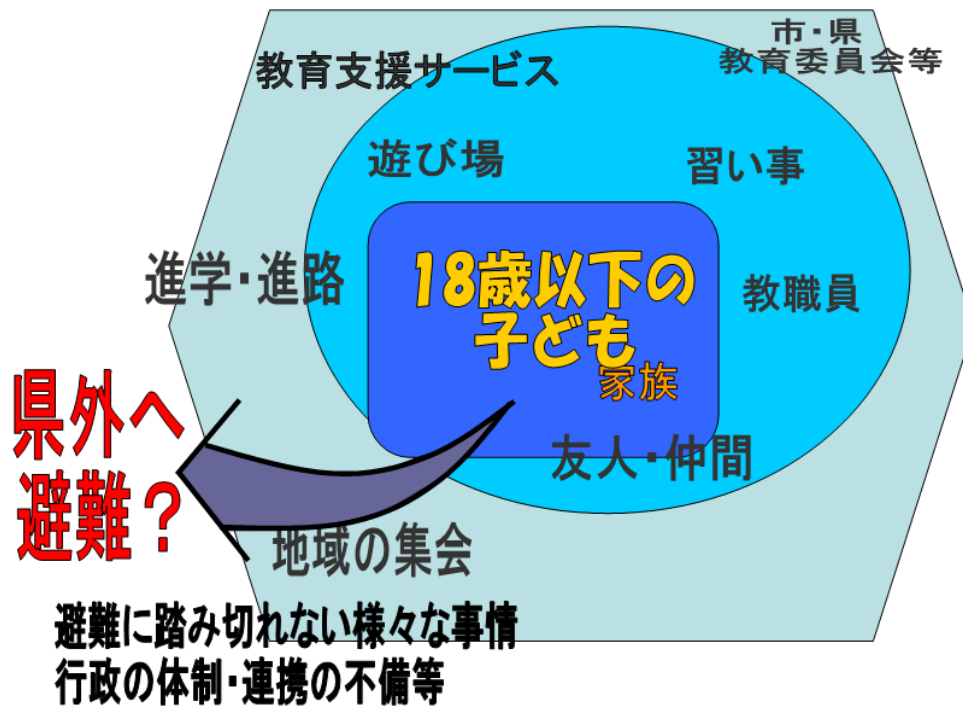 市・県
教育委員会等
教育支援サービス
遊び場
習い事
進学・進路
18歳以下の
子ども
家族
教職員
県外へ
避難？
友人・仲間
地域の集会
避難に踏み切れない様々な事情
行政の体制・連携の不備等